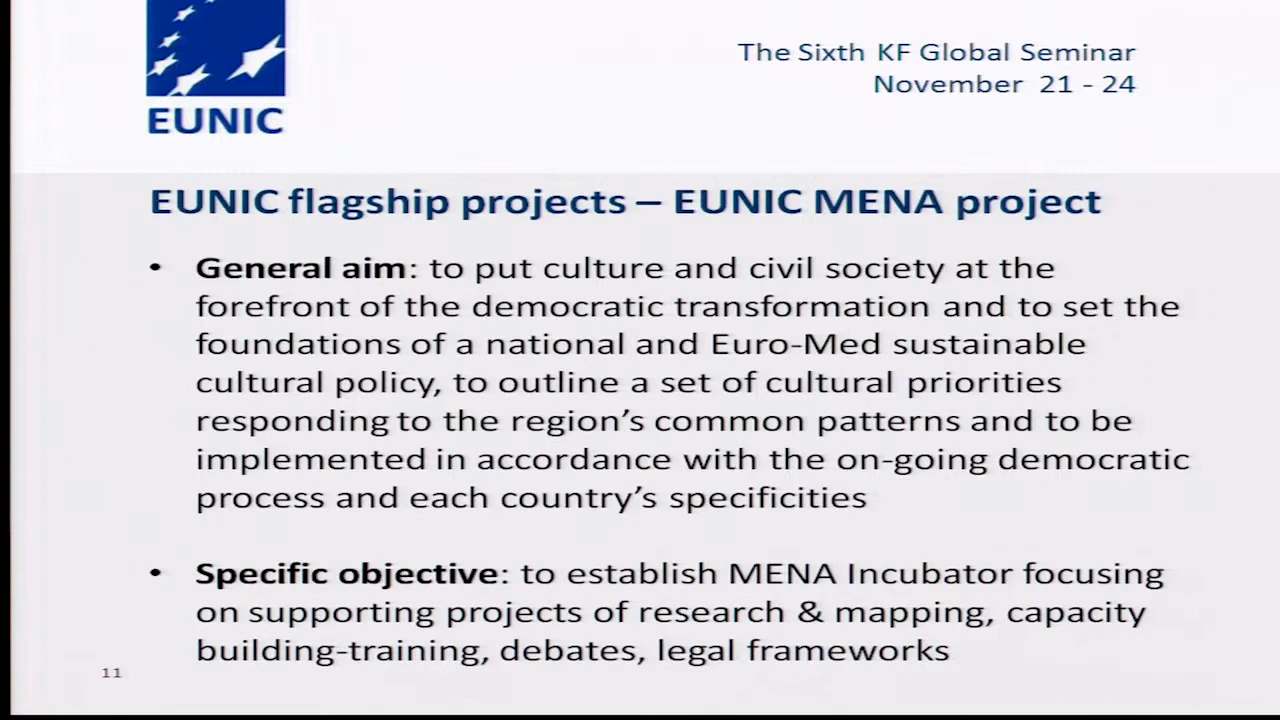 The Sixth KF Global Seminar
November 21 - 24
EUNIC
EUNIC flagship projects – EUNIC MENA project
• General aim: to put culture and civil society at the
forefront of the democratic transformation and to set the
foundations of a national and Euro-Med sustainable
cultural policy, to outline a set of cultural priorities
responding to the region’s common patterns and to be
implemented in accordance with the on-going democratic
process and each country’s specificities
• Specific objective: to establish MENA Incubator focusing
on supporting projects of research & mapping, capacity
building-training, debates, legal frameworks
11